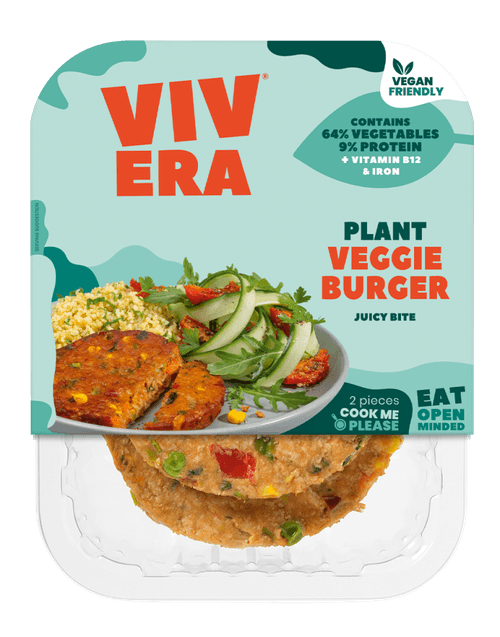 VIV
ERA®
VEGAN
FRIENDLY
CONTAINS
64% VEGETABLES
9% PROTEIN
+ VITAMIN B12
& IRON
PLANT
VEGGIE
BURGER
JUICY BITE
2 pieces
COOK ME
PLEASE
EAT
OPEN
MINDED